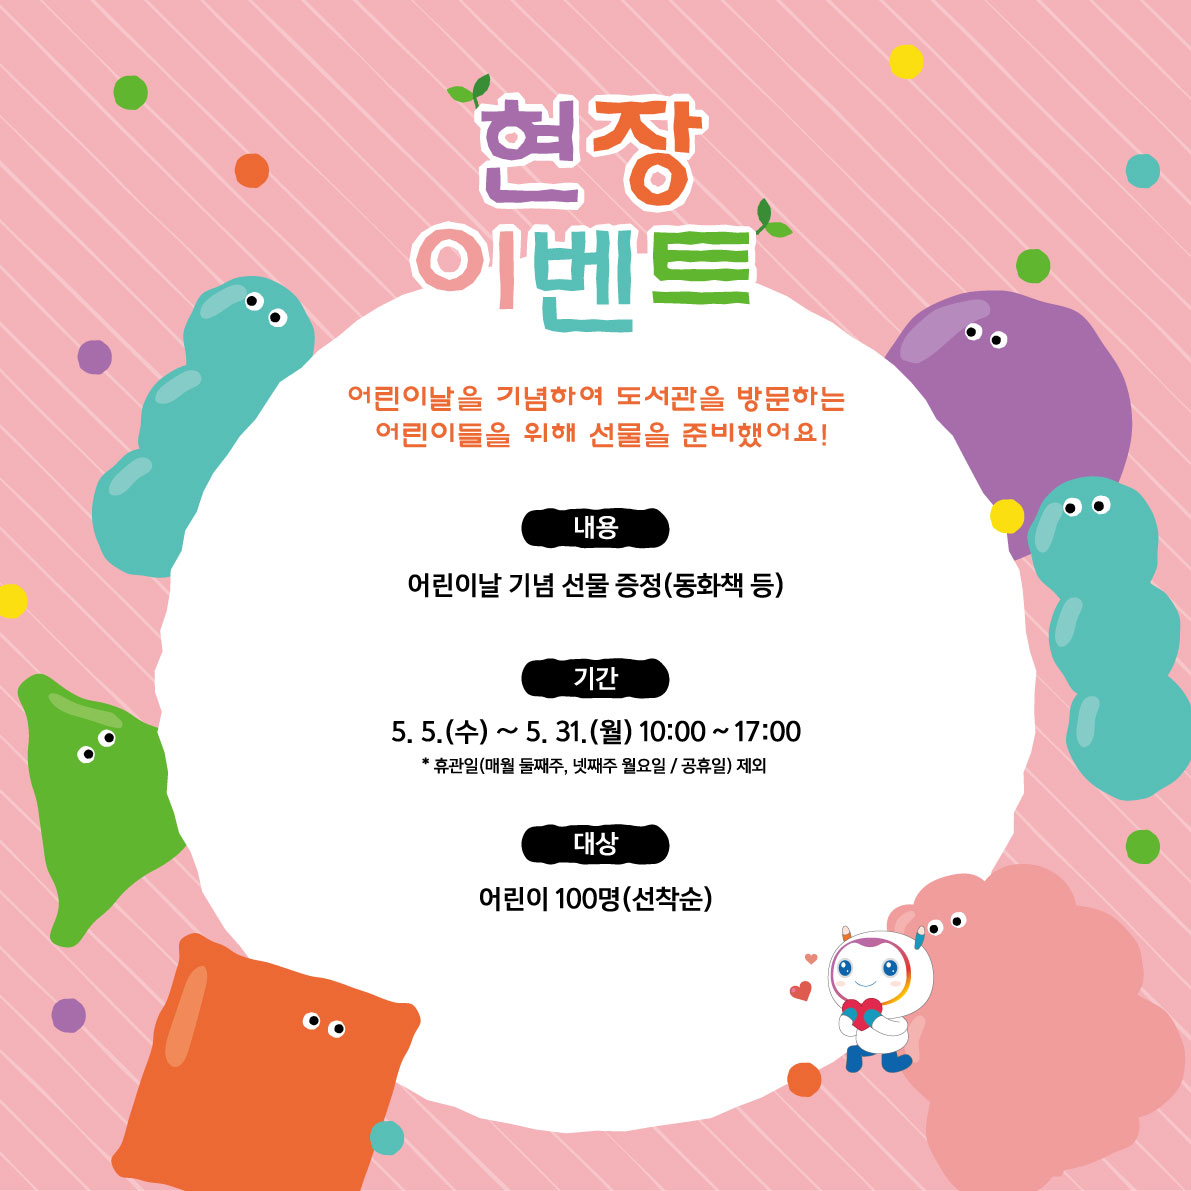 현장
이벤트
어린이날을 기념하여 도서관을 방문하는
어린이들을 위해 선물을 준비했어요!
내용
어린이날 기념 선물 증정(동화책 등)
기간
5. 5.(수) ~ 5. 31.(월) 10:00 ~ 17:00
* 휴관일(매월 둘째주, 넷째주 월요일 / 공휴일) 제외
대상
어린이 100명(선착순)